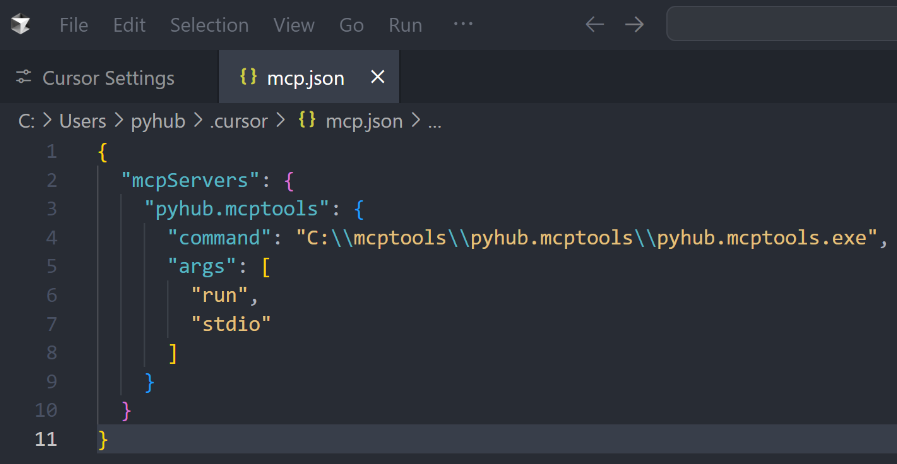 File Edit Selection View Go Run ...
Cursor Settings
{} mcp.json
C: > Users > pyhub > .cursor > {} mcp.json > ...
1 {
2   "mcpServers": {
3     "pyhub.mcptools": {
4       "command": "C:\\mcptools\\pyhub.mcptools\\pyhub.mcptools.exe",
5       "args": [
6         "run",
7         "stdio"
8       ]
9     }
10   }
11 }